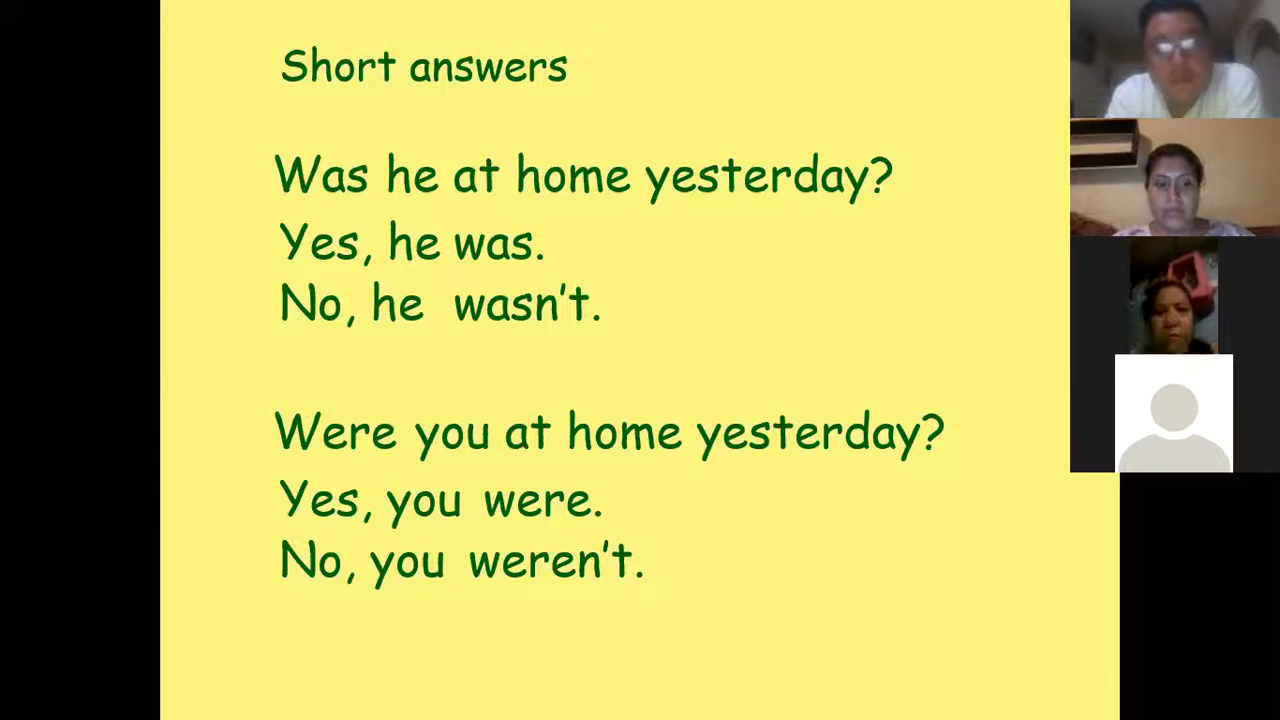 Short answers
Was he at home yesterday?
Yes, he was.
No, he wasn't.
Were you at home yesterday?
Yes, you were.
No, you weren't.